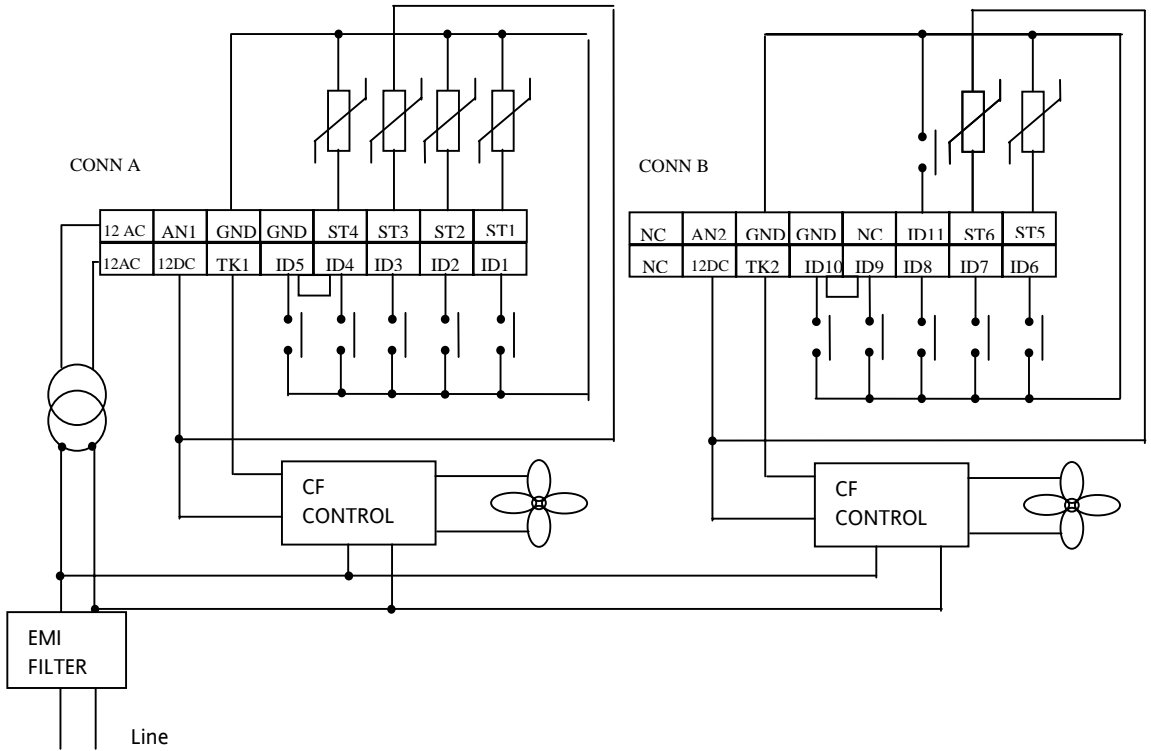 CONN A
12 AC AN1 GND GND ST4 ST3 ST2 ST1
12AC 12DC TK1 ID5 ID4 ID3 ID2 ID1
CONN B
NC AN2 GND GND NC ID11 ST6 ST5
NC 12DC TK2 ID10 ID9 ID8 ID7 ID6
CF
CONTROL
CF
CONTROL
EMI
FILTER
Line